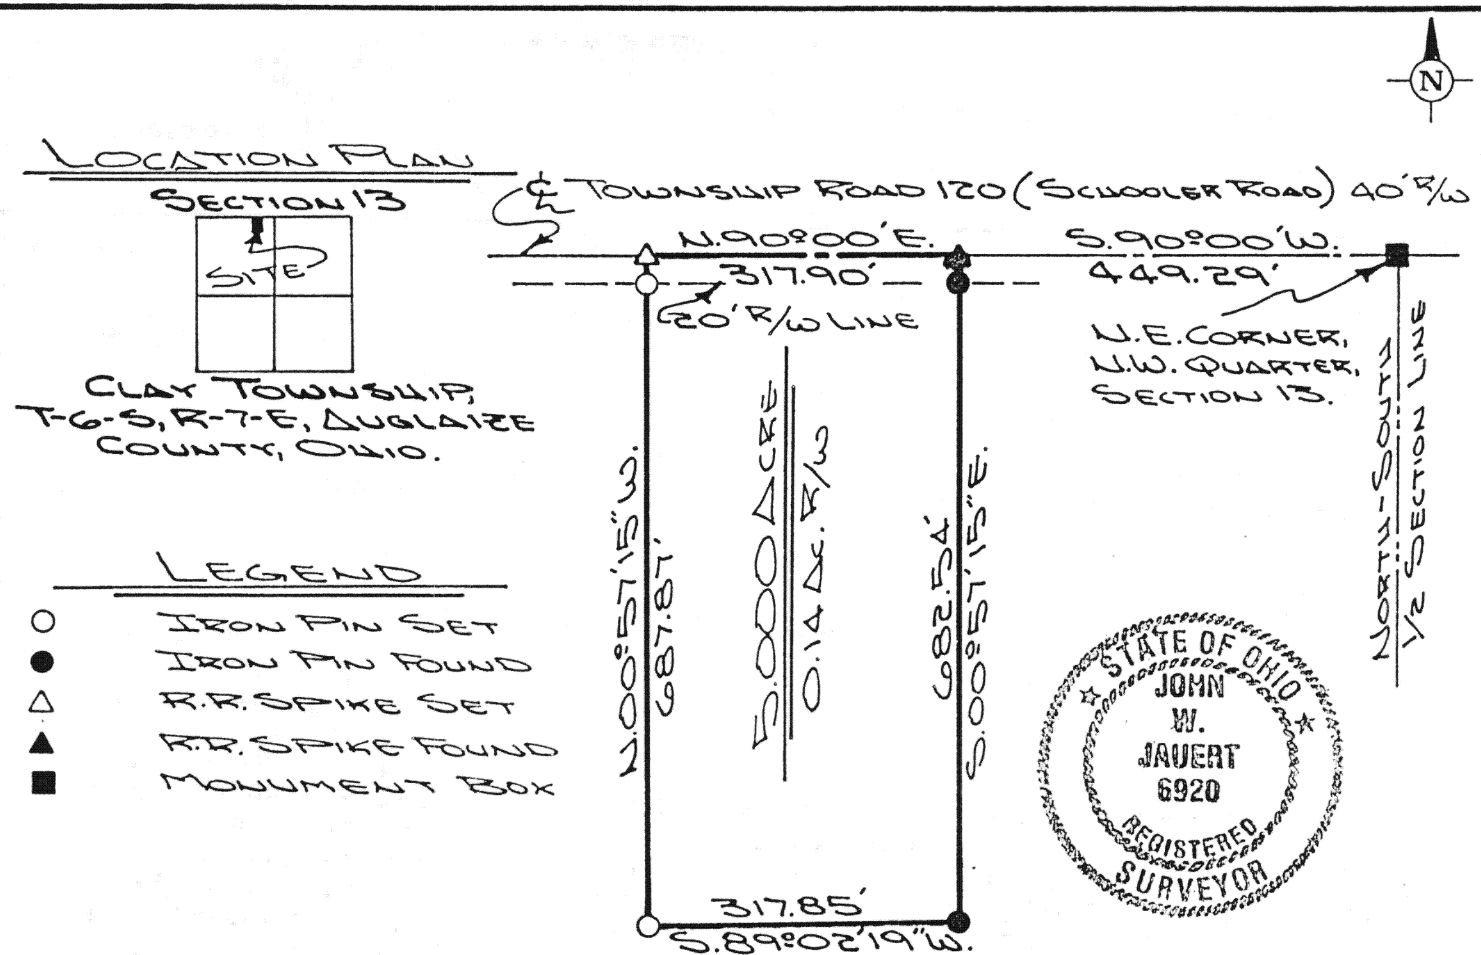 N
LOCATION PLAN
SECTION 13
SITE
CLAY TOWNSHIP,
T-6-S, R-7-E, AUGLAIZE
COUNTY, OHIO.
℄ TOWNSHIP ROAD 120 (SCHOOLER ROAD) 40' R/W
N.90°00'E.
317.90'
S.90°00'W.
449.29'
20' R/W LINE
N.E. CORNER,
N.W. QUARTER,
SECTION 13.
NORTH-SOUTH
1/2 SECTION LINE
N.00°57'15"W.
687.87'
5.000 ACRE
0.14 AC. R/W
682.54'
S.00°57'15"E.
317.85'
S.89°02'19"W.
LEGEND
IRON PIN SET
IRON PIN FOUND
R.R. SPIKE SET
R.R. SPIKE FOUND
MONUMENT BOX
STATE OF OHIO
JOHN
W.
JAUERT
6920
REGISTERED
SURVEYOR